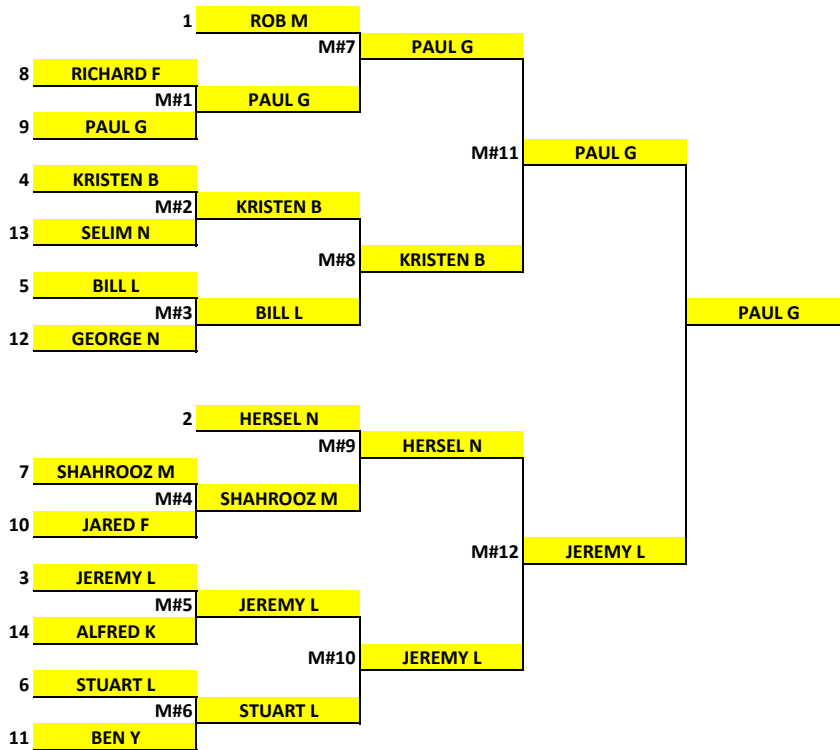 1 ROB M
M#7 PAUL G
8 RICHARD F
M#1 PAUL G
9 PAUL G
M#11 PAUL G
4 KRISTEN B
M#2 KRISTEN B
13 SELIM N
M#8 KRISTEN B
5 BILL L
M#3 BILL L
PAUL G
12 GEORGE N
2 HERSEL N
M#9 HERSEL N
7 SHAHROOZ M
M#4 SHAHROOZ M
10 JARED F
M#12 JEREMY L
3 JEREMY L
M#5 JEREMY L
14 ALFRED K
M#10 JEREMY L
6 STUART L
M#6 STUART L
11 BEN Y